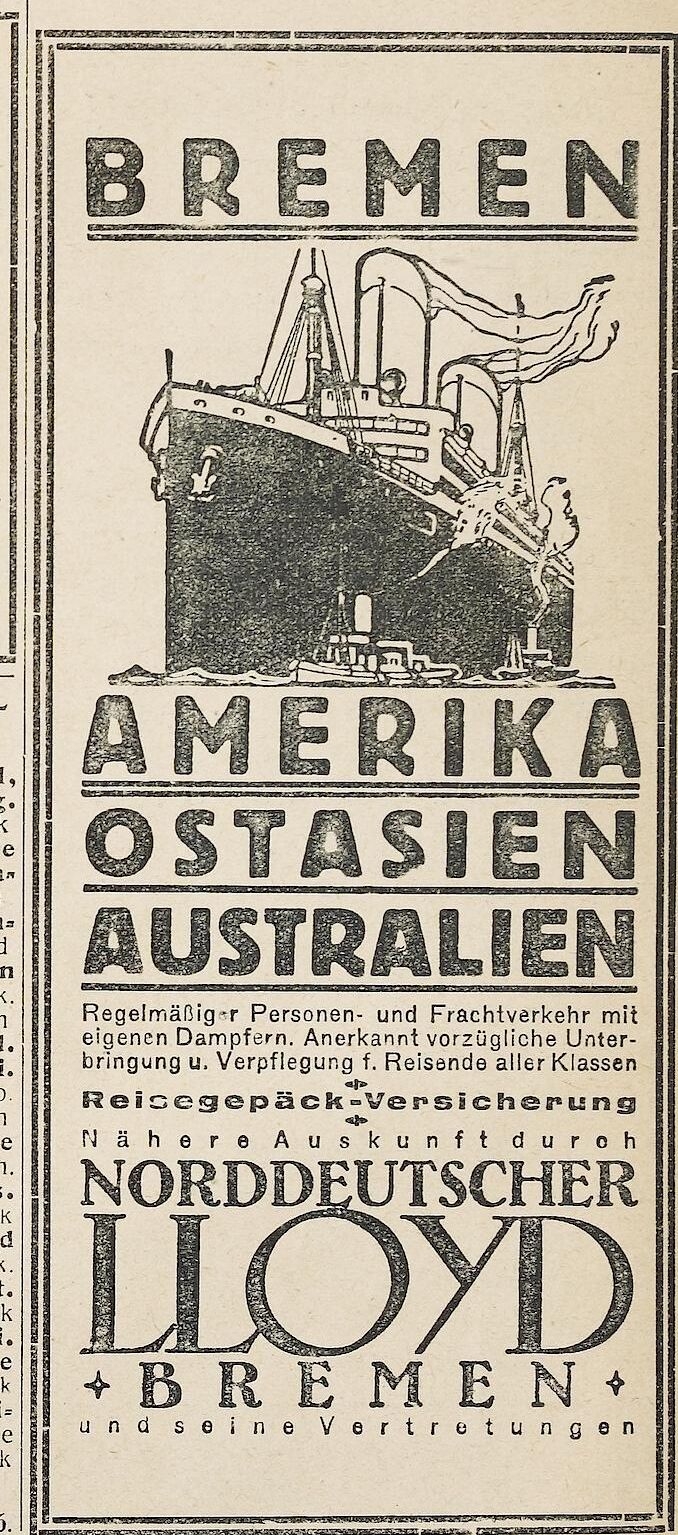 BREMEN
AMERIKA
OSTASIEN
AUSTRALIEN
Regelmäßiger Personen- und Frachtverkehr mit
eigenen Dampfern. Anerkannt vorzügliche Unter-
bringung u. Verpflegung f. Reisende aller Klassen
Reisegepäck-Versicherung
Nähere Auskunft durch
NORDDEUTSCHER
LLOYD
BREMEN
und seine Vertretungen